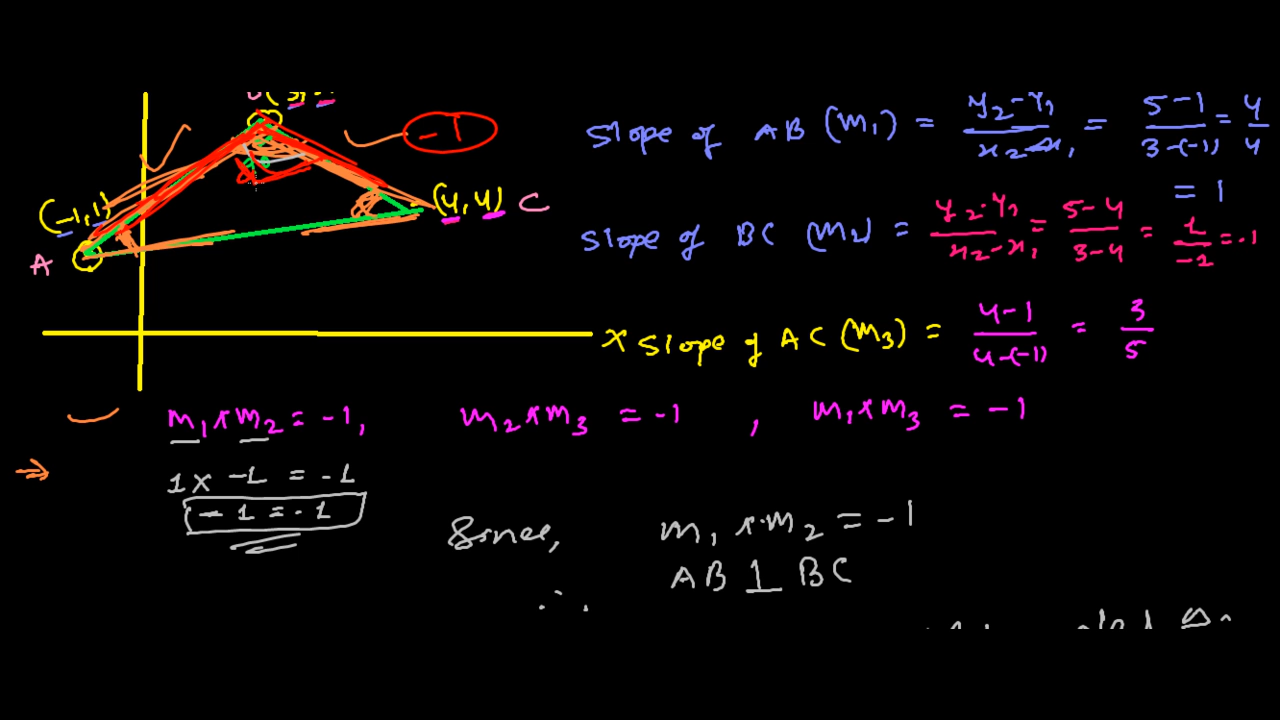 slope of AB (m₁) = y₂-y₁/x₂-x₁ = 5-1/3-(-1) = 4/4
= 1
-1
(-1,1)
(4,4) C
A
slope of BC (m₂) = y₂-y₁/x₂-x₁ = 5-4/3-4 = 1/-1 = -1
x slope of AC (m₃) = 4-1/4-(-1) = 3/5
m₁×m₂ = -1, m₂×m₃ = -1 , m₁×m₃ = -1
1× -1 = -1
-1 = -1
Since, m₁×m₂ = -1
∴ AB ⊥ BC